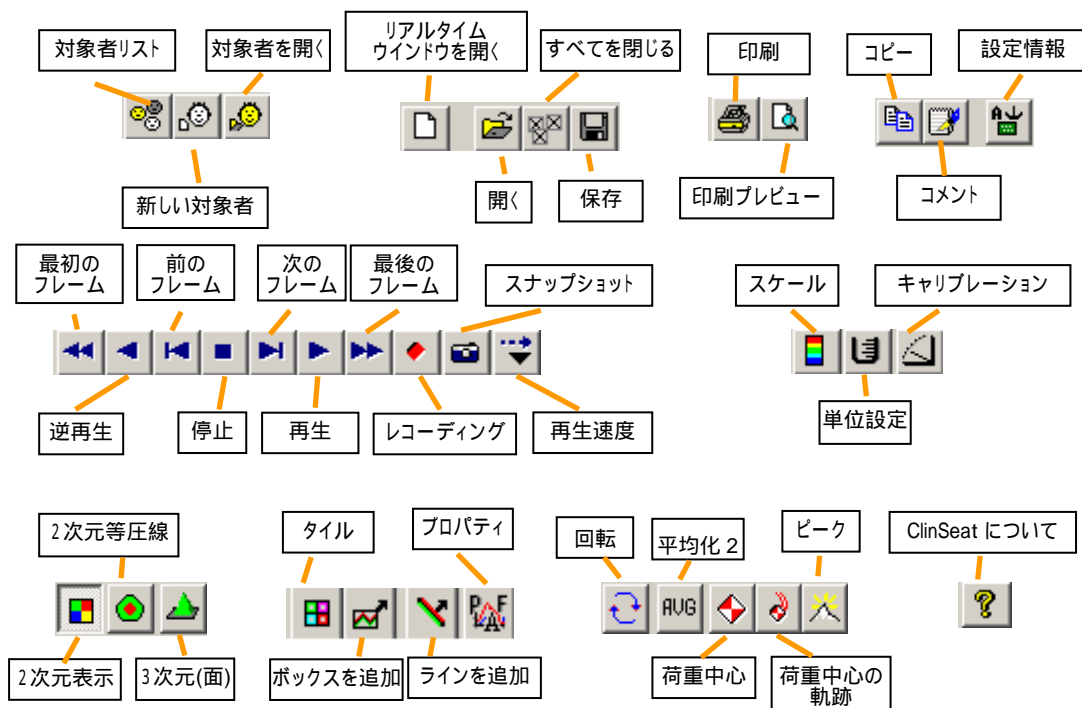 対象者リスト
対象者を開く
リアルタイム
ウインドウを開く
すべてを閉じる
印刷
コピー
設定情報
新しい対象者
開く
保存
印刷プレビュー
コメント
最初の
フレーム
前の
フレーム
次の
フレーム
最後の
フレーム
スナップショット
スケール
キャリブレーション
逆再生
停止
再生
レコーディング
再生速度
単位設定
2次元等圧線
タイル
プロパティ
回転
平均化 2
ピーク
ClinSeat について
AVG
2次元表示
3次元(面)
ボックスを追加
ラインを追加
荷重中心
荷重中心の
軌跡